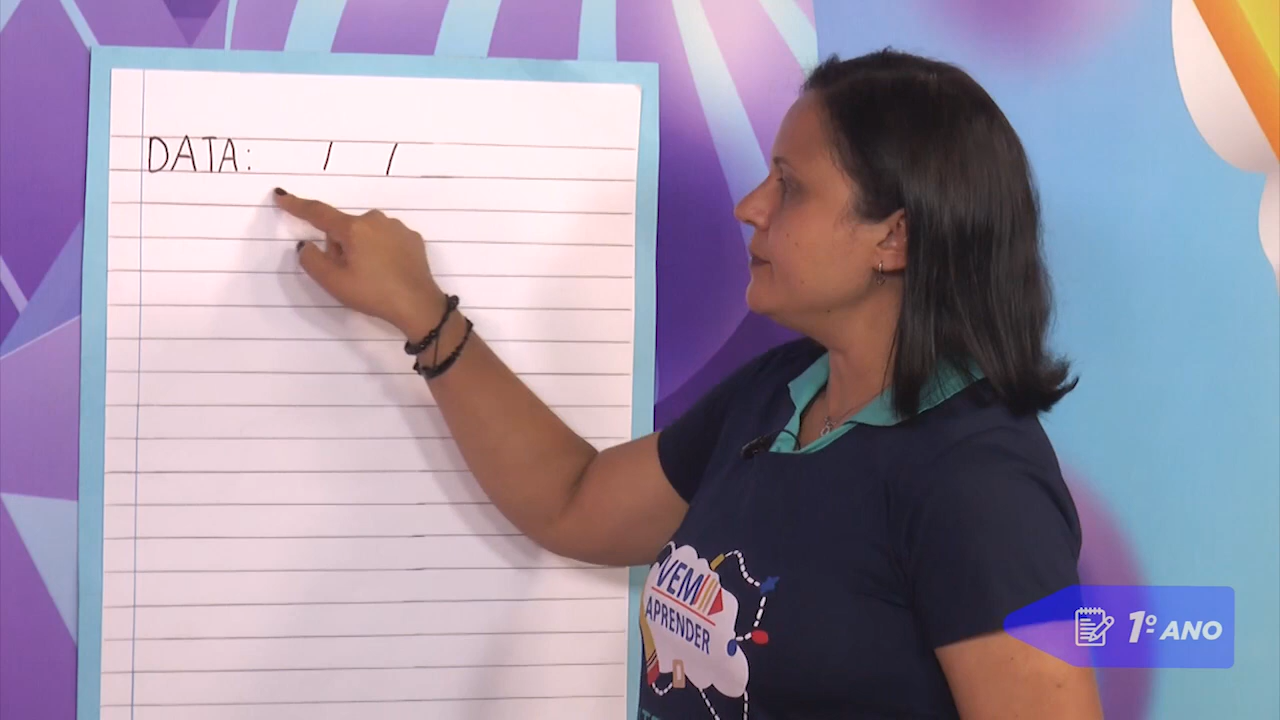 DATA: / /
VEM
APRENDER
1º ANO